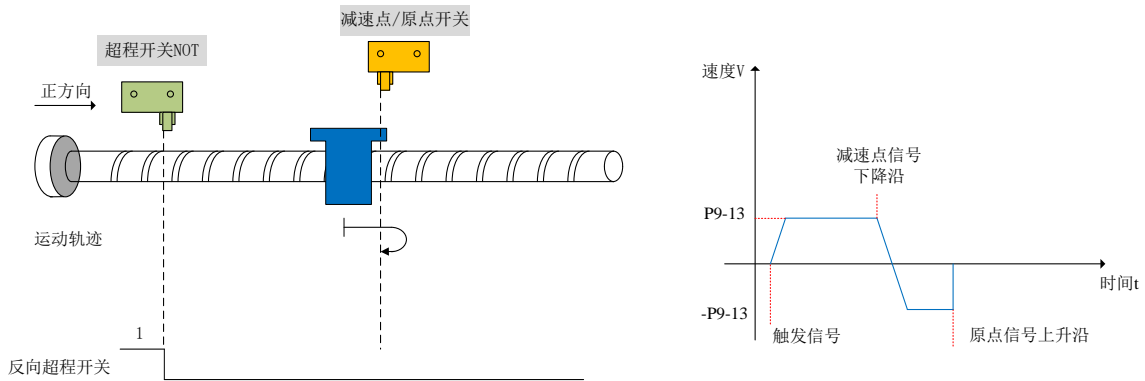 减速点/原点开关
超程开关NOT
正方向
运动轨迹
1
反向超程开关
速度V
减速点信号
下降沿
P9-13
时间t
-P9-13
触发信号
原点信号上升沿